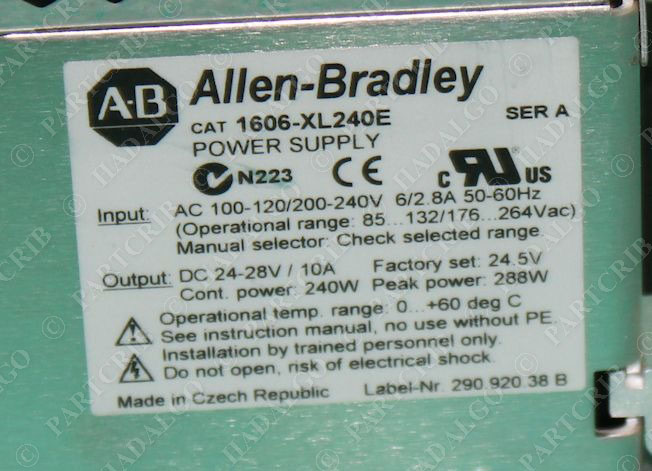 A-B Allen-Bradley
CAT 1606-XL240E SER A
POWER SUPPLY
N223 CE C RU US
Input: AC 100-120/200-240V 6/2.8A 50-60Hz
(Operational range: 85...132/176...264Vac)
Manual selector: Check selected range.
Output: DC 24-28V / 10A Factory set: 24.5V
Cont. power: 240W Peak power: 288W
Operational temp. range: 0...+60 deg C
See instruction manual, no use without PE.
Installation by trained personnel only.
Do not open, risk of electrical shock.
Made in Czech Republic Label-Nr. 290.920.38 B
PARTCRIB
HADALGO